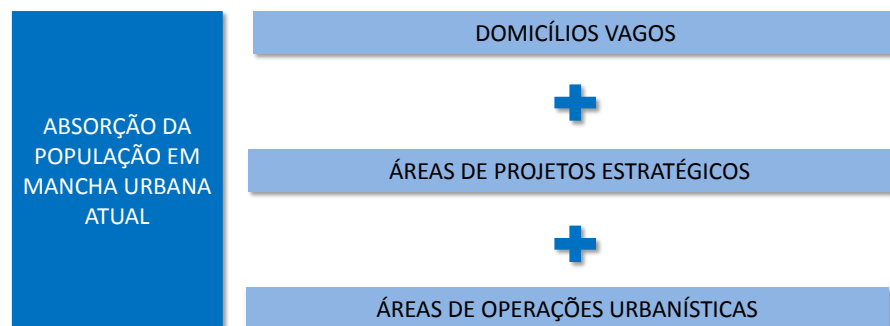 ABSORÇÃO DA
POPULAÇÃO EM
MANCHA URBANA
ATUAL
DOMICÍLIOS VAGOS
ÁREAS DE PROJETOS ESTRATÉGICOS
ÁREAS DE OPERAÇÕES URBANÍSTICAS